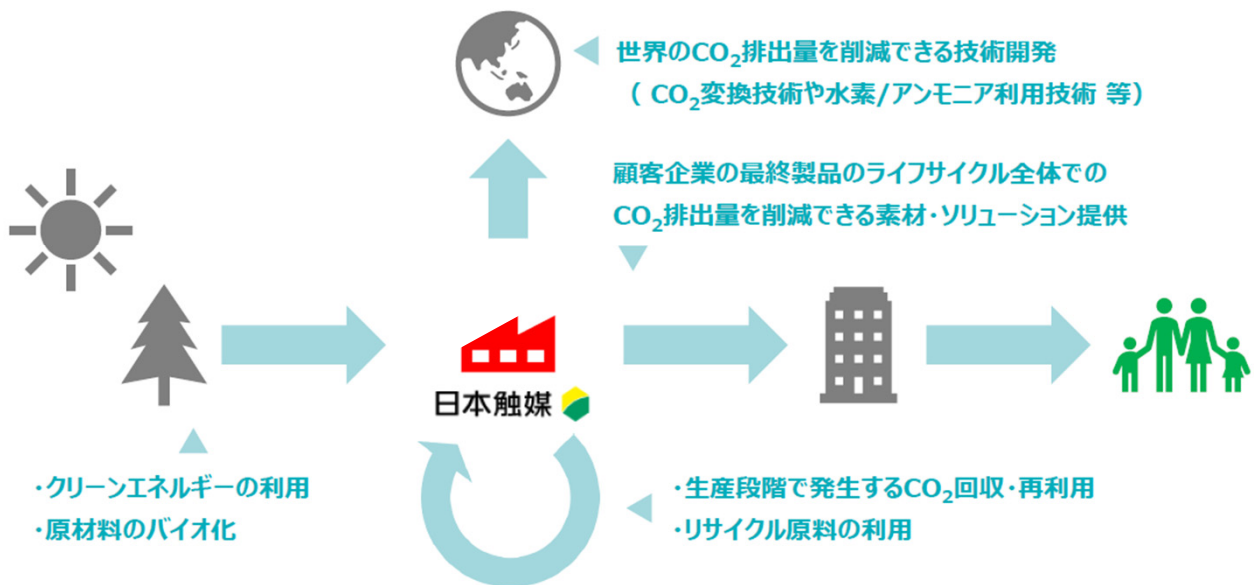 世界のCO₂排出量を削減できる技術開発
（ CO₂変換技術や水素/アンモニア利用技術 等）
顧客企業の最終製品のライフサイクル全体での
CO₂排出量を削減できる素材・ソリューション提供
日本触媒
・クリーンエネルギーの利用
・原材料のバイオ化
・生産段階で発生するCO₂回収・再利用
・リサイクル原料の利用